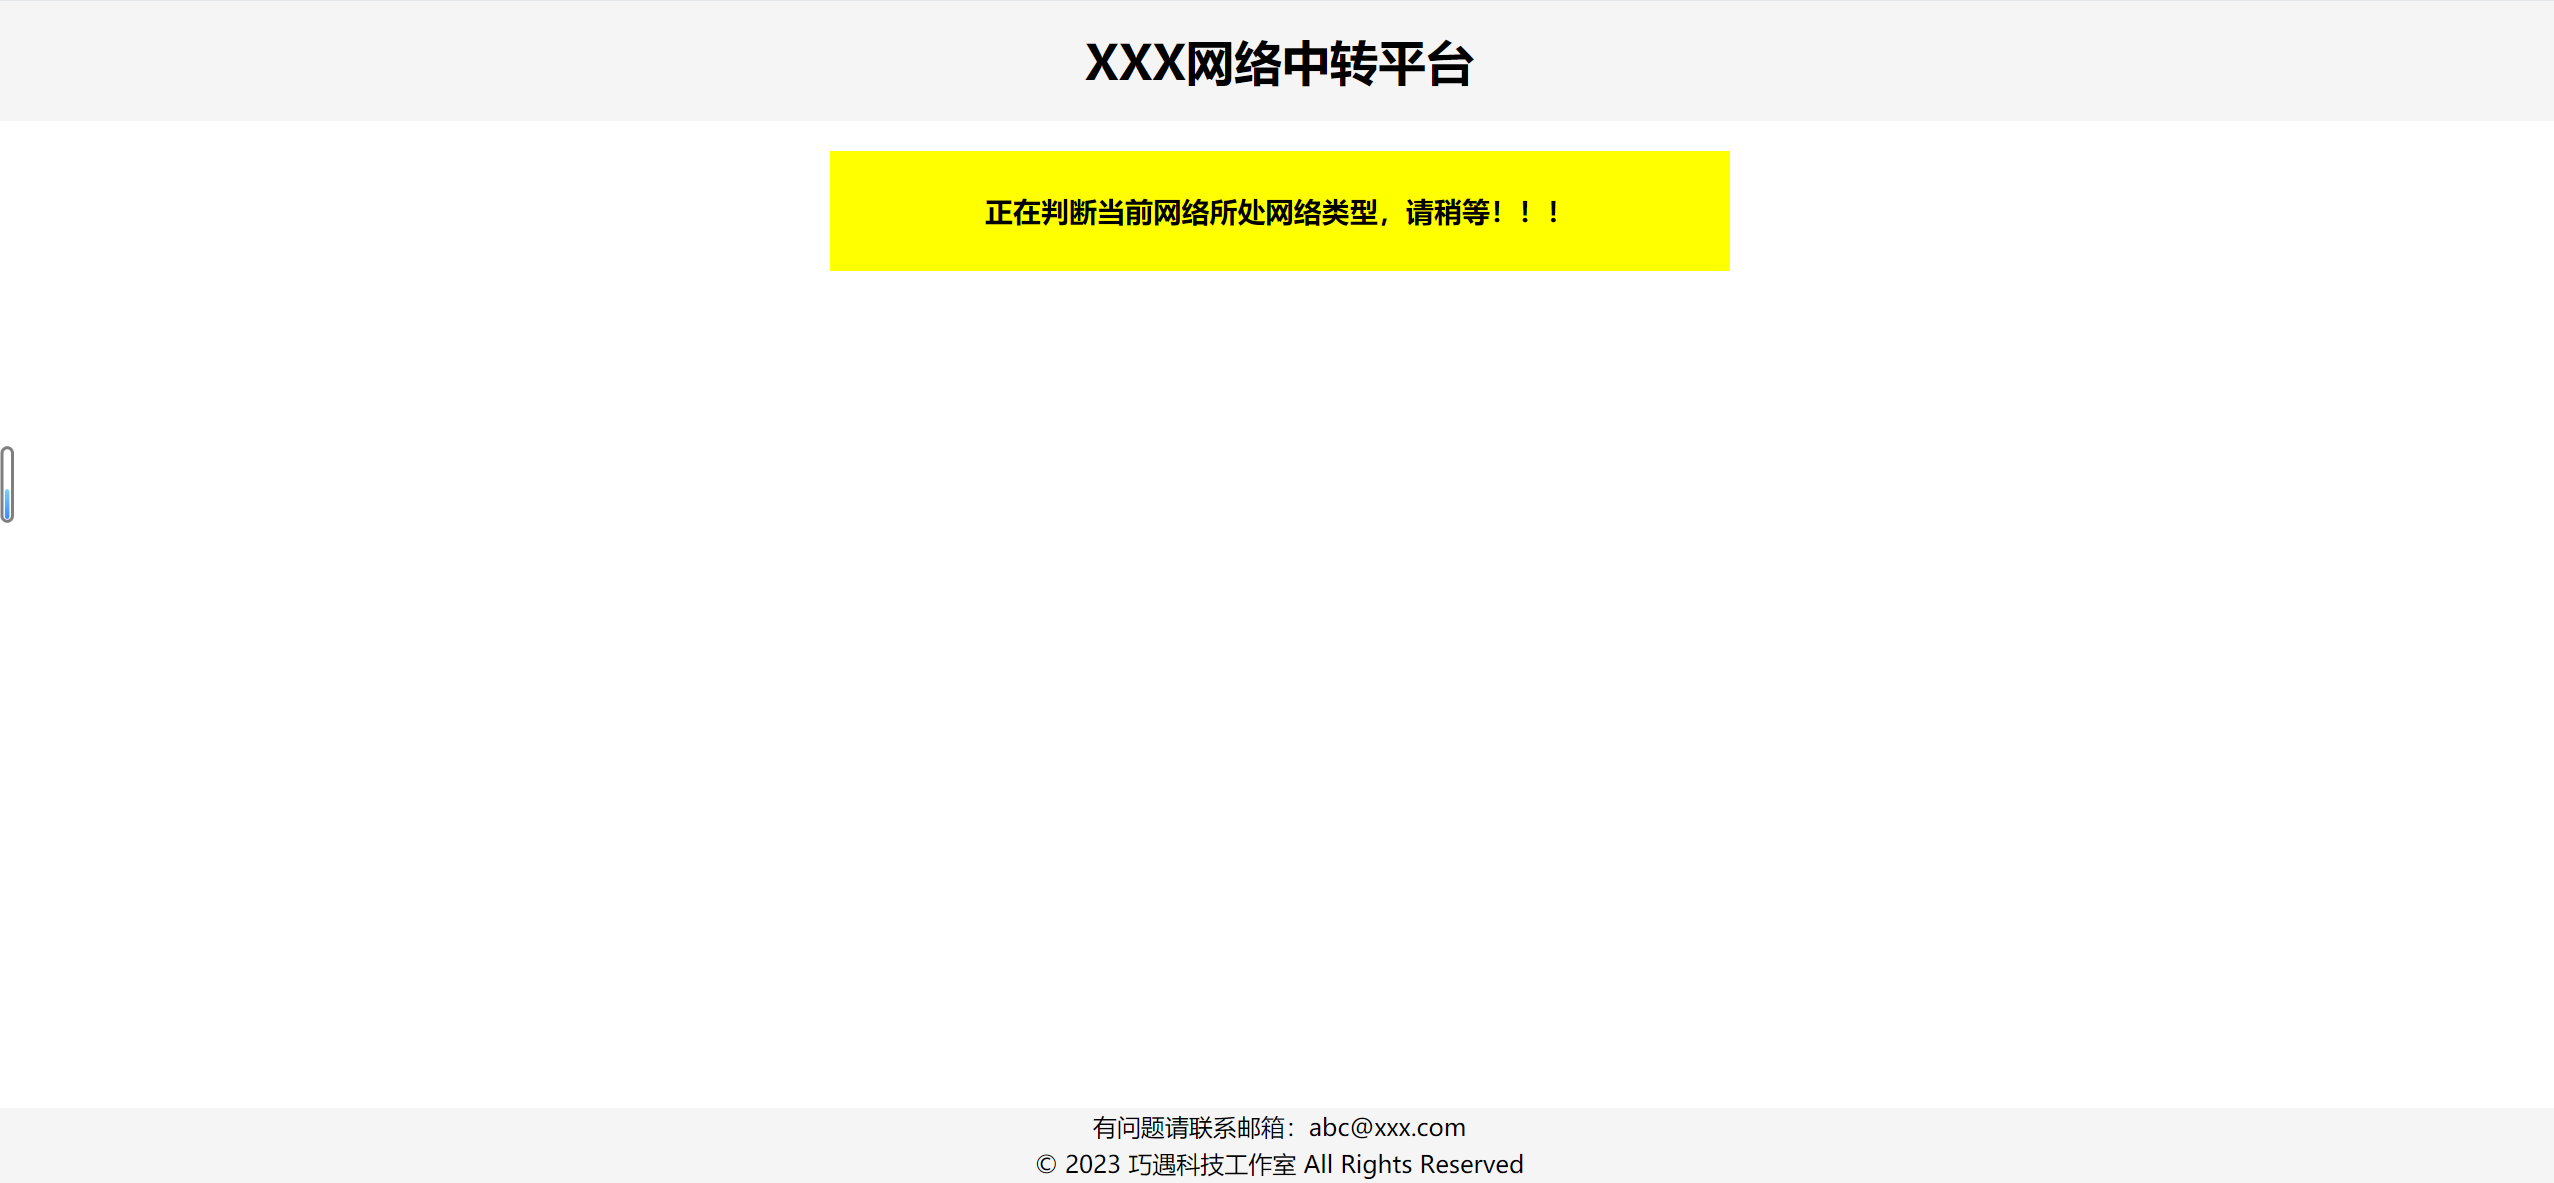 XXX网络中转平台
正在判断当前网络所处网络类型，请稍等！！！
有问题请联系邮箱：abc@xxx.com
© 2023 巧遇科技工作室 All Rights Reserved